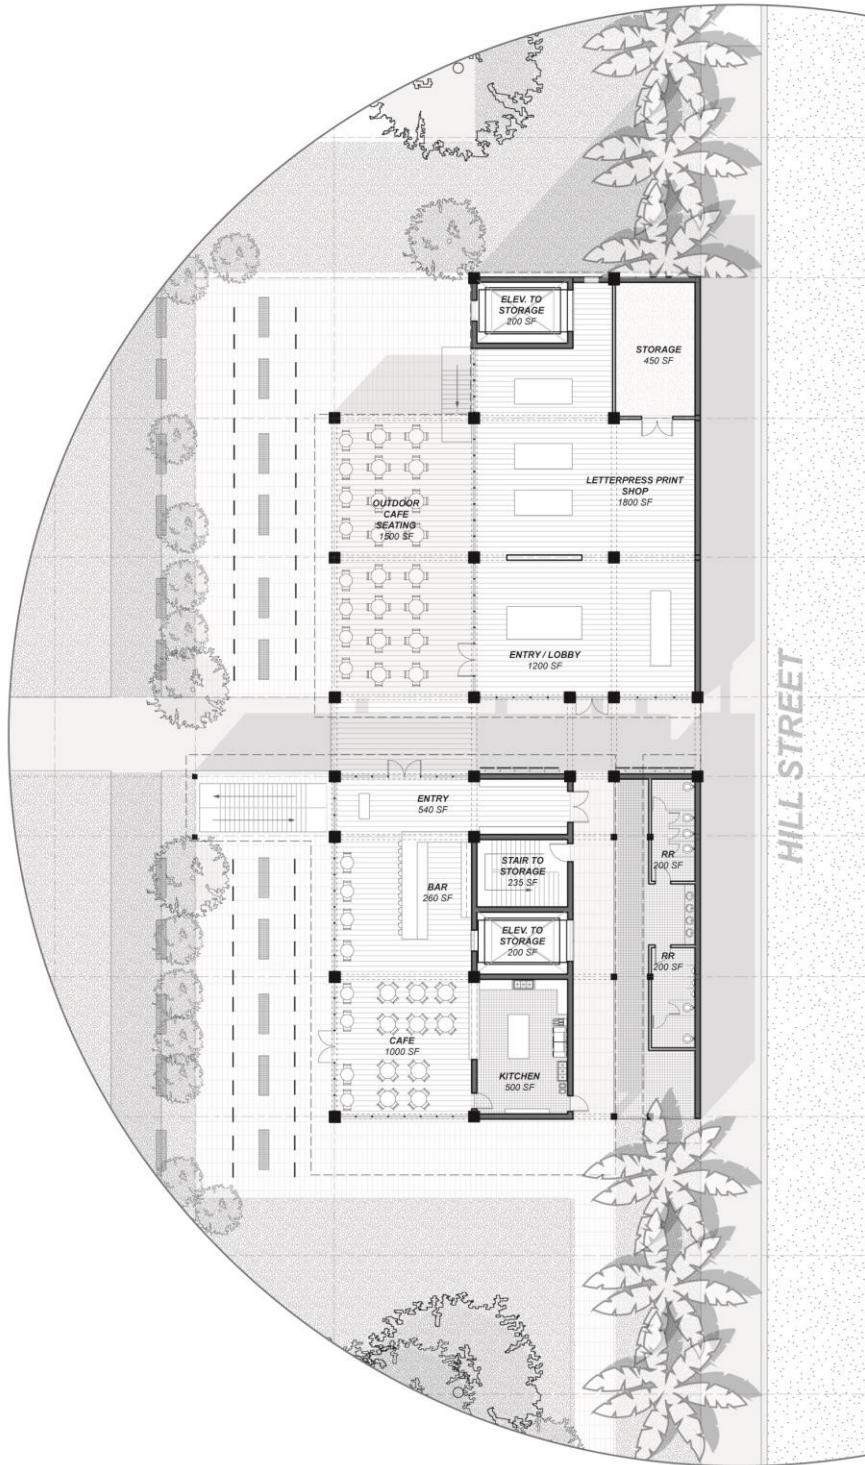 ELEV. TO
STORAGE
200 SF
STORAGE
450 SF
LETTERPRESS PRINT
SHOP
1800 SF
OUTDOOR
CAFE
SEATING
1500 SF
ENTRY / LOBBY
1200 SF
HILL STREET
ENTRY
540 SF
STAIR TO
STORAGE
235 SF
RR
200 SF
BAR
260 SF
ELEV. TO
STORAGE
200 SF
RR
200 SF
CAFE
1000 SF
KITCHEN
500 SF